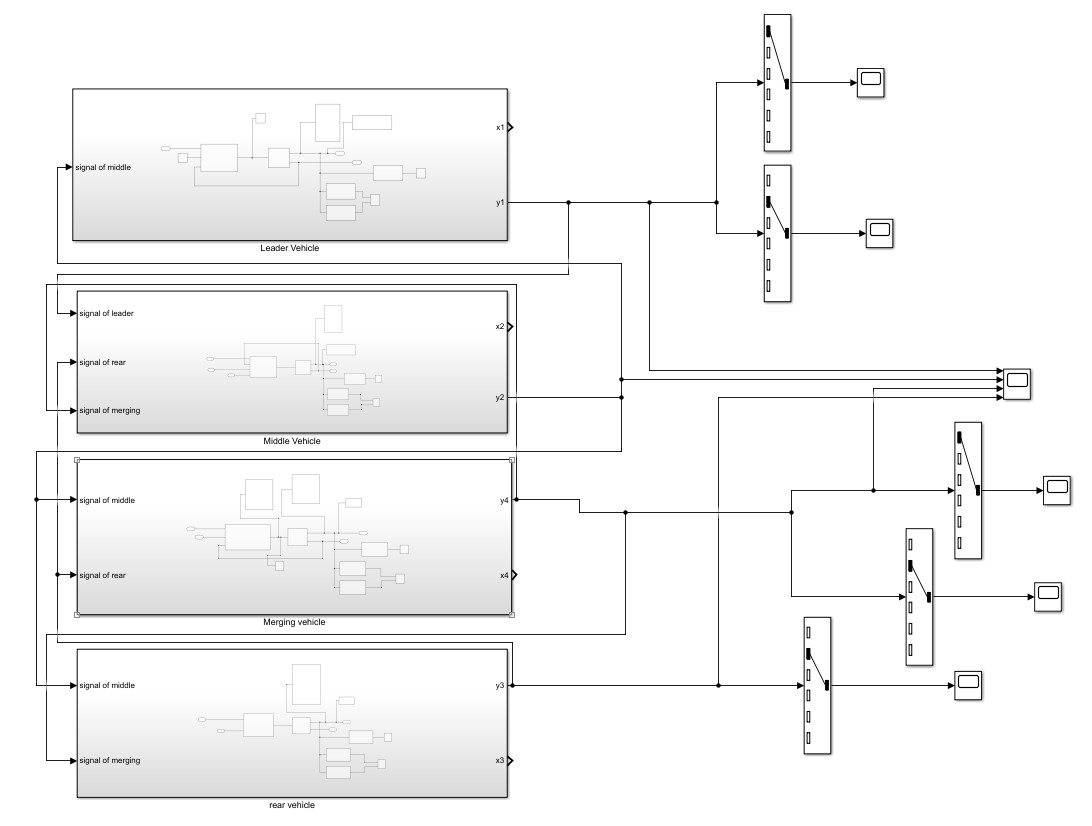 x1
signal of middle
y1
Leader Vehicle
signal of leader
x2
signal of rear
y2
signal of merging
Middle Vehicle
signal of middle
y4
signal of rear
x4
Merging vehicle
signal of middle
y3
signal of merging
x3
rear vehicle